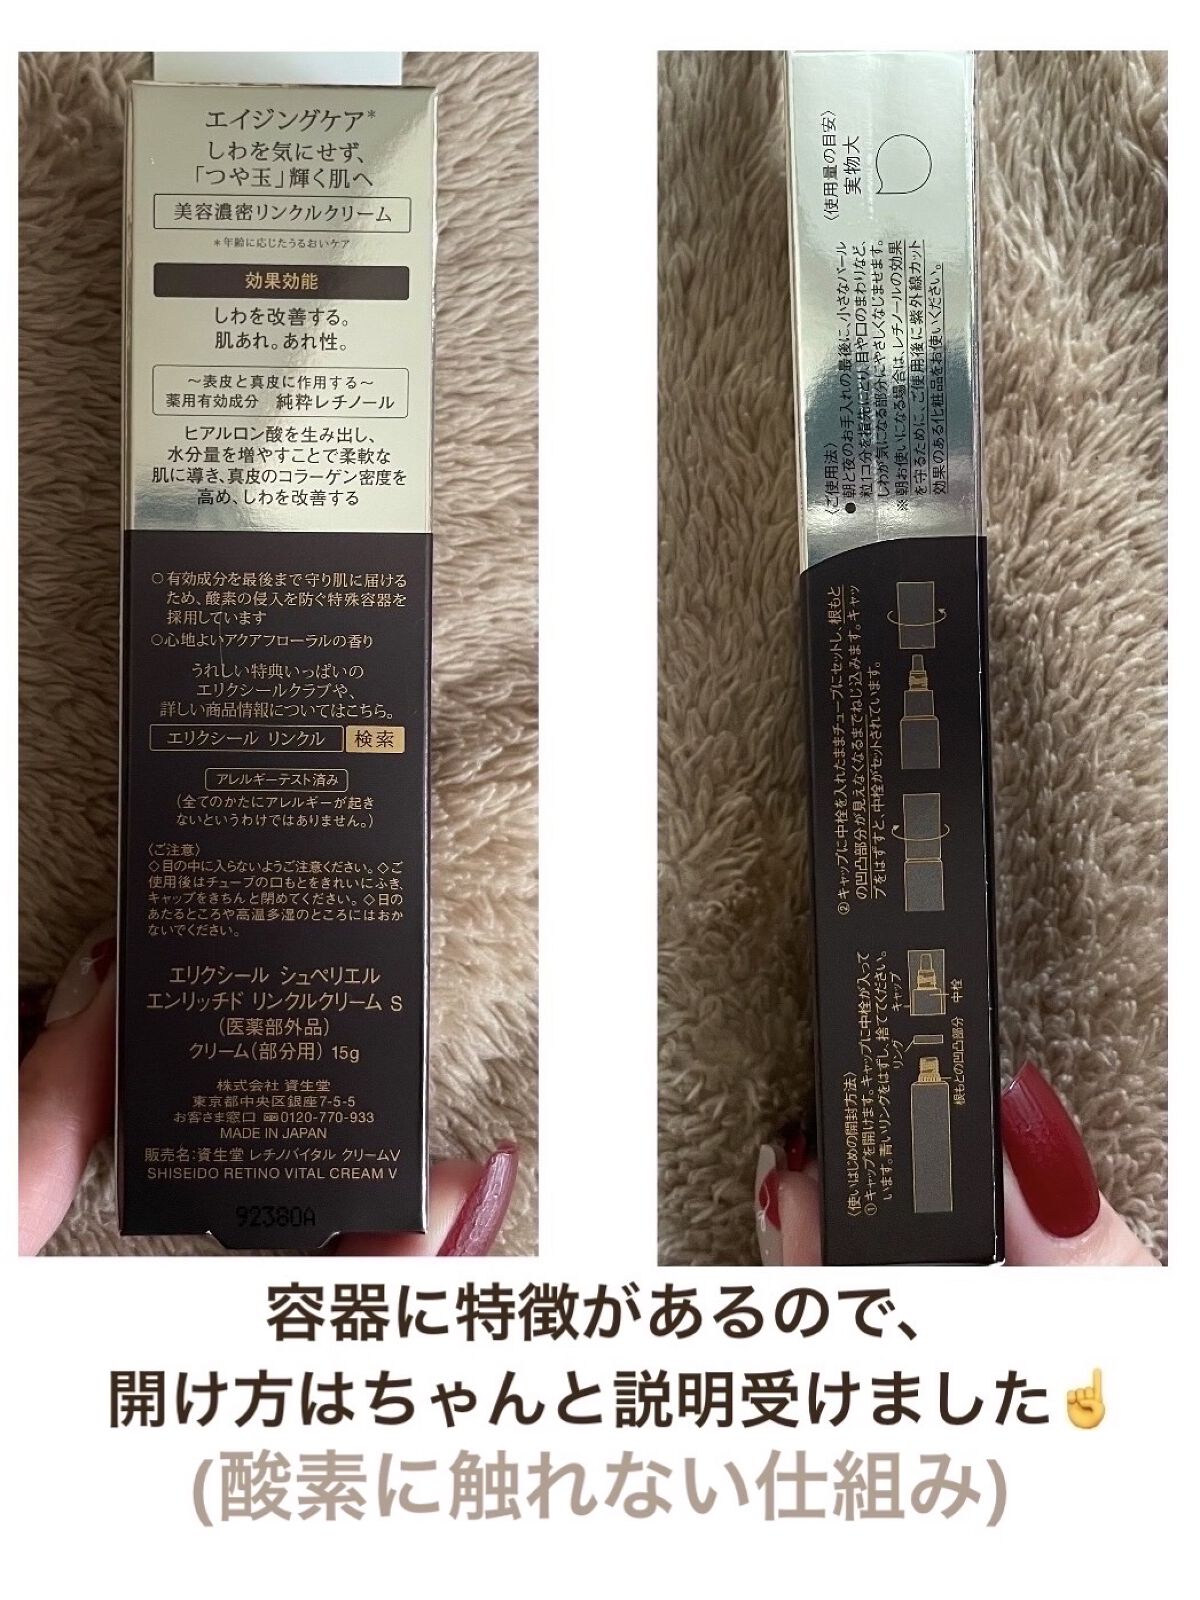 エイジングケア*
しわを気にせず、
「つや玉」輝く肌へ
美容濃密リンクルクリーム
*年齢に応じたうるおいケア
効果効能
しわを改善する。
肌あれ。あれ性。
〜表皮と真皮に作用する〜
薬用有効成分 純粋レチノール
ヒアルロン酸を生み出し、
水分量を増やすことで柔軟な
肌に導き、真皮のコラーゲン密度を
高め、しわを改善する
○有効成分を最後まで守り肌に届ける
ため、酸素の侵入を防ぐ特殊容器を
採用しています
○心地よいアクアフローラルの香り
うれしい特典いっぱいの
エリクシールクラブや、
詳しい商品情報についてはこちら。
エリクシール リンクル 検索
アレルギーテスト済み
(全てのかたにアレルギーが起き
ないというわけではありません。)
〈ご注意〉
◇目の中に入らないようご注意ください。◇ご
使用後はチューブの口もとをきれいにふき、
キャップをきちんと閉めてください。◇日の
あたるところや高温多湿のところにはおか
ないでください。
エリクシール シュペリエル
エンリッチド リンクルクリーム S
(医薬部外品)
クリーム(部分用) 15g
株式会社 資生堂
東京都中央区銀座7-5-5
お客さま窓口 0120-770-933
MADE IN JAPAN
販売名:資生堂 レチノバイタル クリームV
SHISEIDO RETINO VITAL CREAM V
92380A
〈使用量の目安〉
実物大
〈ご使用法〉
●朝と夜のお手入れの最後に、小さなパール
粒1コ分を指先にとり、目や口のまわりなど、
しわが気になる部分にやさしくなじませます。
※朝お使いになる場合は、レチノールの効果
を守るために、ご使用後に紫外線カット
効果のある化粧品をお使いください。
〈使いはじめの開封方法〉
①キャップを開けます。キャップに中栓が入って
います。青いリングをはずし、捨ててください。
リング キャップ
中栓
根もとの凹凸部分
②キャップに中栓を入れたままチューブにセットし、根もと
の凹凸部分が見えなくなるまでねじ込みます。キャッ
プをはずすと、中栓がセットされています。
容器に特徴があるので、
開け方はちゃんと説明受けました☝️
(酸素に触れない仕組み)